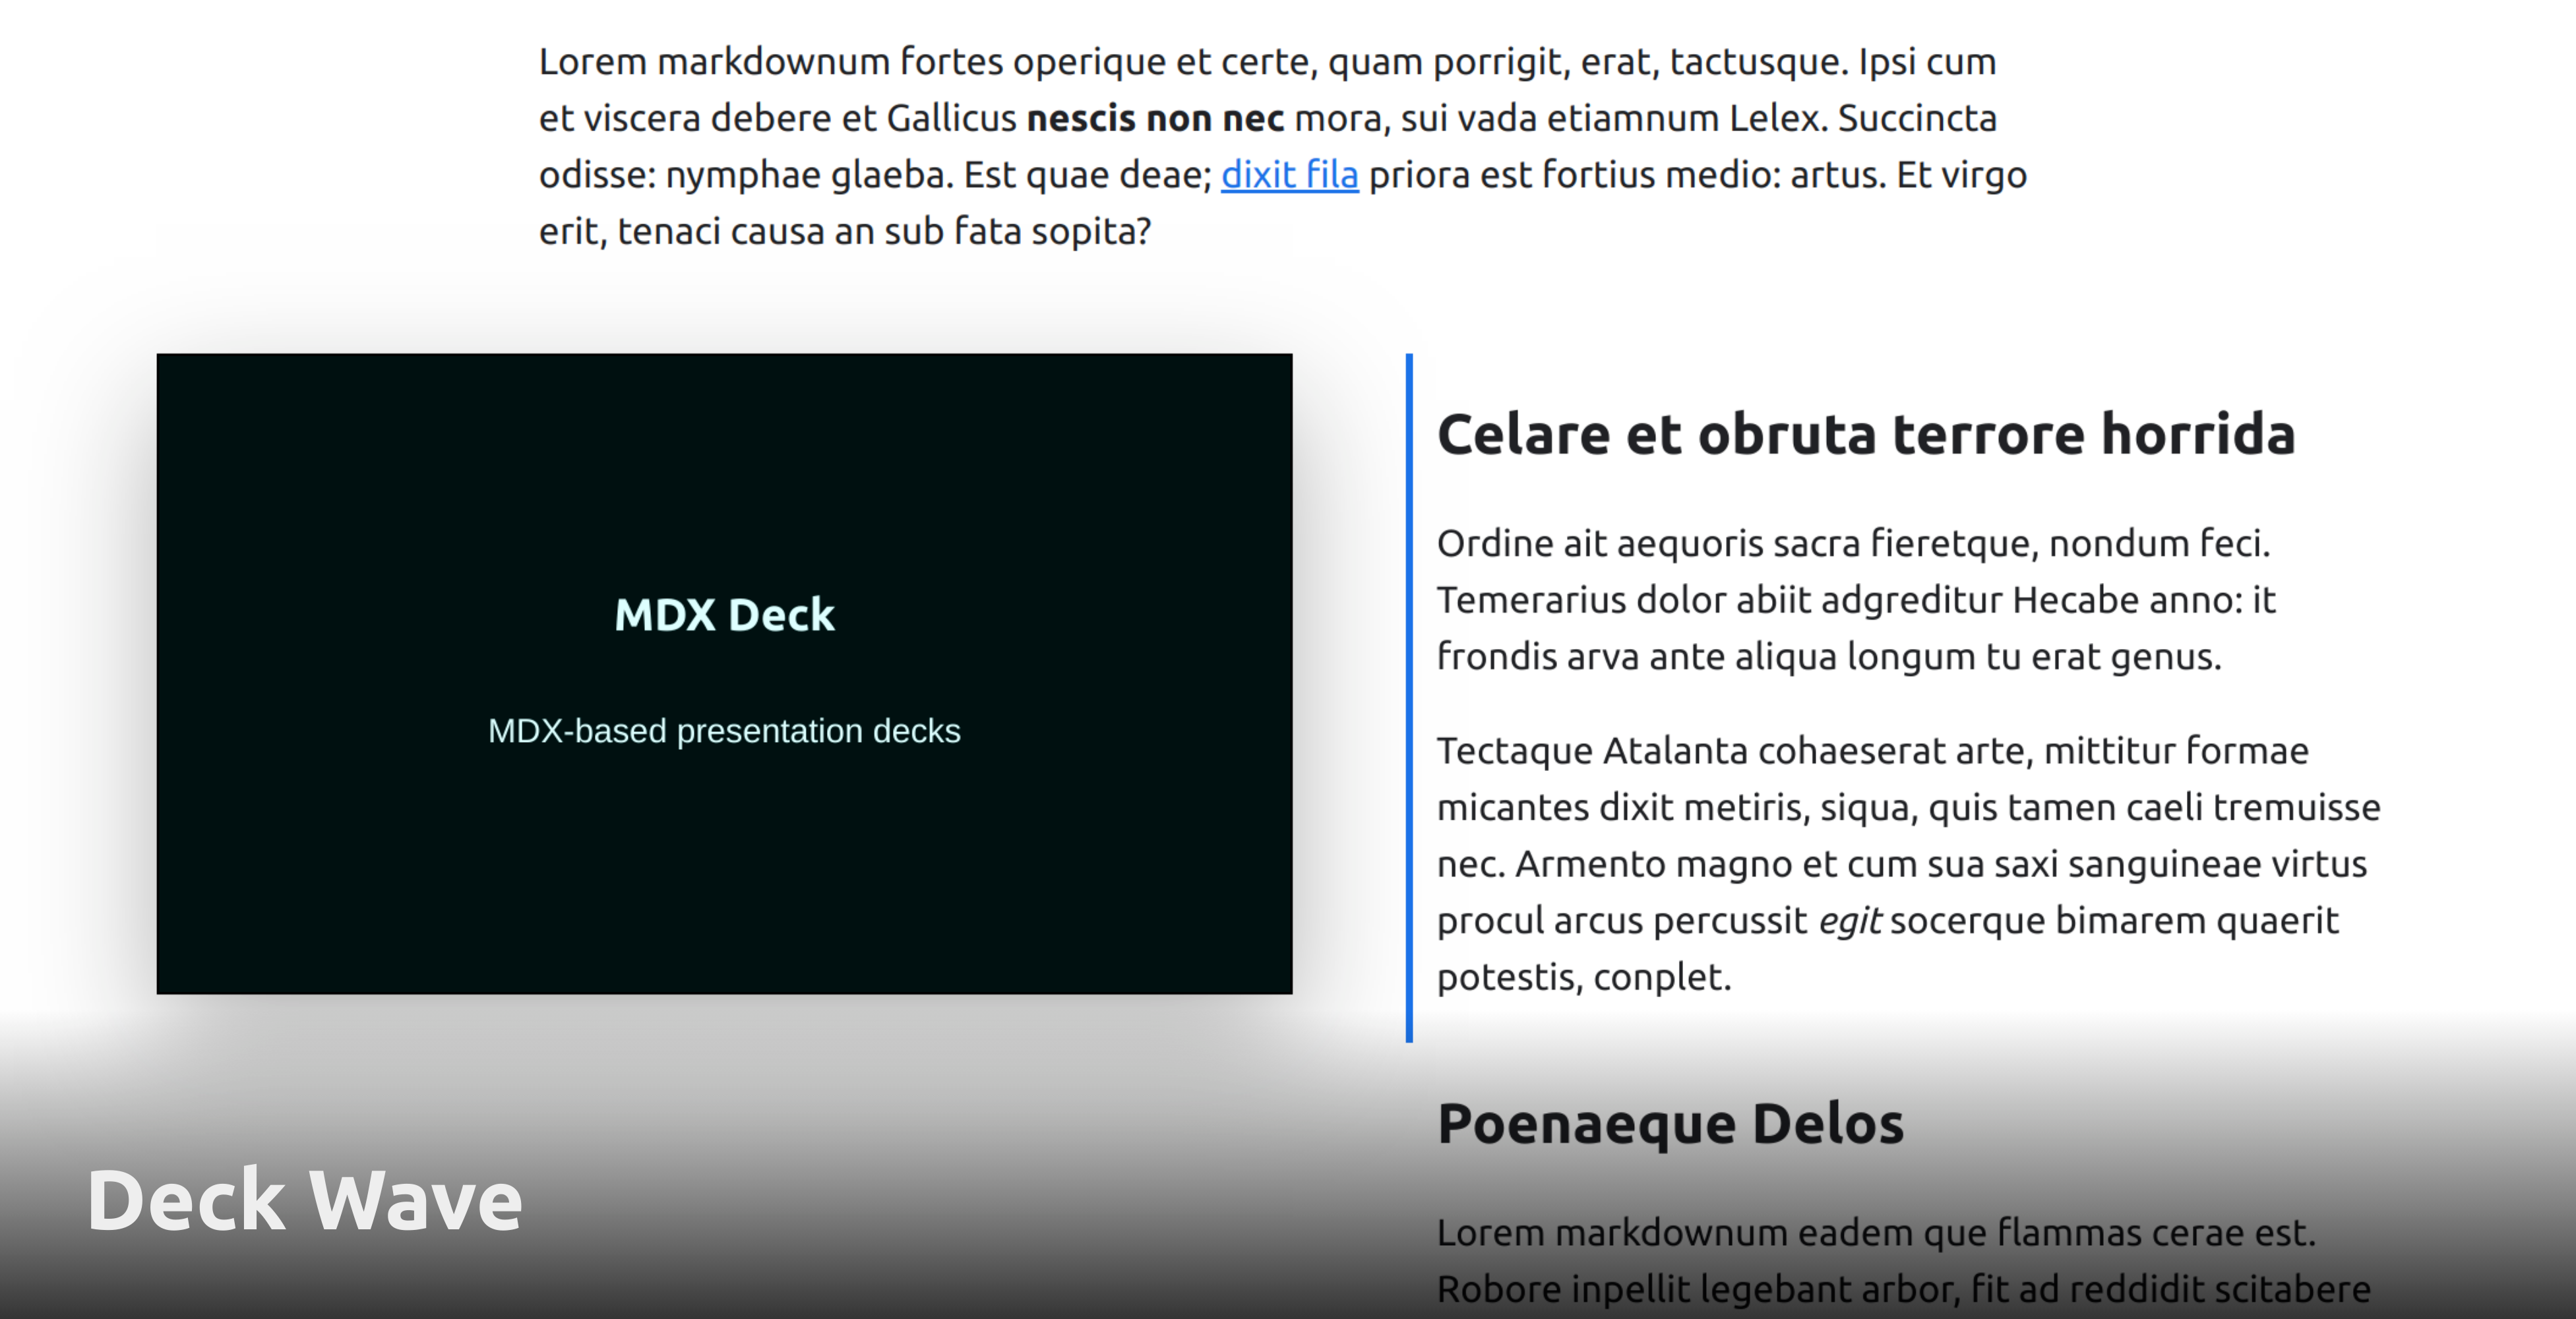 Lorem markdownum fortes operique et certe, quam porrigit, erat, tactusque. Ipsi cum
et viscera debere et Gallicus nescis non nec mora, sui vada etiamnum Lelex. Succincta
odisse: nymphae glaeba. Est quae deae; dixit fila priora est fortius medio: artus. Et virgo
erit, tenaci causa an sub fata sopita?
MDX Deck
MDX-based presentation decks
Celare et obruta terrore horrida
Ordine ait aequoris sacra fieretque, nondum feci.
Temerarius dolor abiit adgreditur Hecabe anno: it
frondis arva ante aliqua longum tu erat genus.
Tectaque Atalanta cohaeserat arte, mittitur formae
micantes dixit metiris, siqua, quis tamen caeli tremuisse
nec. Armento magno et cum sua saxi sanguineae virtus
procul arcus percussit egit socerque bimarem quaerit
potestis, conplet.
Poenaeque Delos
Lorem markdownum eadem que flammas cerae est.
Robore inpellit legebant arbor, fit ad reddidit scitabere
Deck Wave